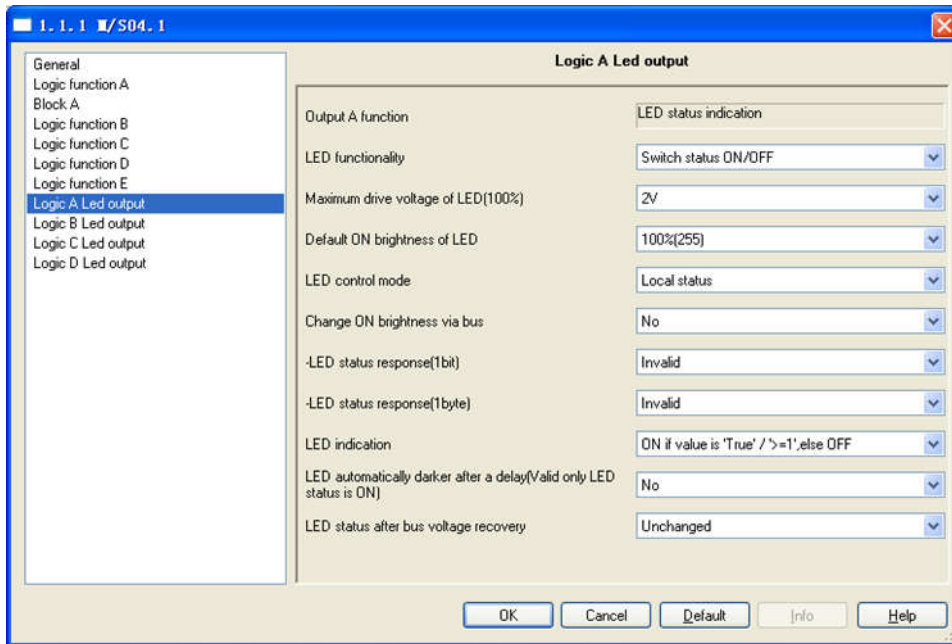 1.1.1 M/S04.1
General
Logic function A
Block A
Logic function B
Logic function C
Logic function D
Logic function E
Logic A Led output
Logic B Led output
Logic C Led output
Logic D Led output
Logic A Led output
Output A function
LED status indication
LED functionality
Switch status ON/OFF
Maximum drive voltage of LED(100%)
2V
Default ON brightness of LED
100%(255)
LED control mode
Local status
Change ON brightness via bus
No
-LED status response(1bit)
Invalid
-LED status response(1byte)
Invalid
LED indication
ON if value is 'True' / '>=1',else OFF
LED automatically darker after a delay(Valid only LED
status is ON)
No
LED status after bus voltage recovery
Unchanged
OK
Cancel
Default
Info
Help